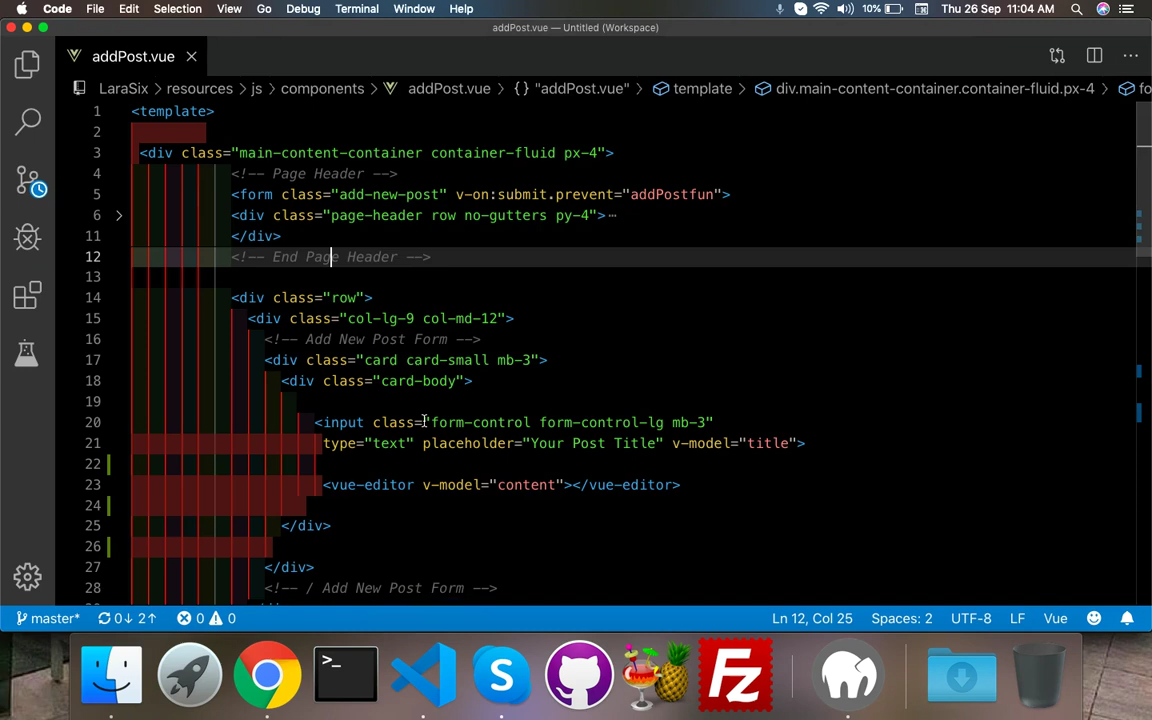 Code File Edit Selection View Go Debug Terminal Window Help 10% Thu 26 Sep 11:04 AM
addPost.vue — Untitled (Workspace)
addPost.vue
LaraSix > resources > js > components > addPost.vue > {} "addPost.vue" > template > div.main-content-container.container-fluid.px-4 > fo
1 <template>
2
3 <div class="main-content-container container-fluid px-4">
4 <!-- Page Header -->
5 <form class="add-new-post" v-on:submit.prevent="addPostfun">
6 <div class="page-header row no-gutters py-4">⋯
11 </div>
12 <!-- End Page Header -->
13
14 <div class="row">
15 <div class="col-lg-9 col-md-12">
16 <!-- Add New Post Form -->
17 <div class="card card-small mb-3">
18 <div class="card-body">
19
20 <input class="form-control form-control-lg mb-3"
21 type="text" placeholder="Your Post Title" v-model="title">
22
23 <vue-editor v-model="content"></vue-editor>
24
25 </div>
26
27 </div>
28 <!-- / Add New Post Form -->
master* 0↓ 2↑ 0 0 Ln 12, Col 25 Spaces: 2 UTF-8 LF Vue
>_ S Fz